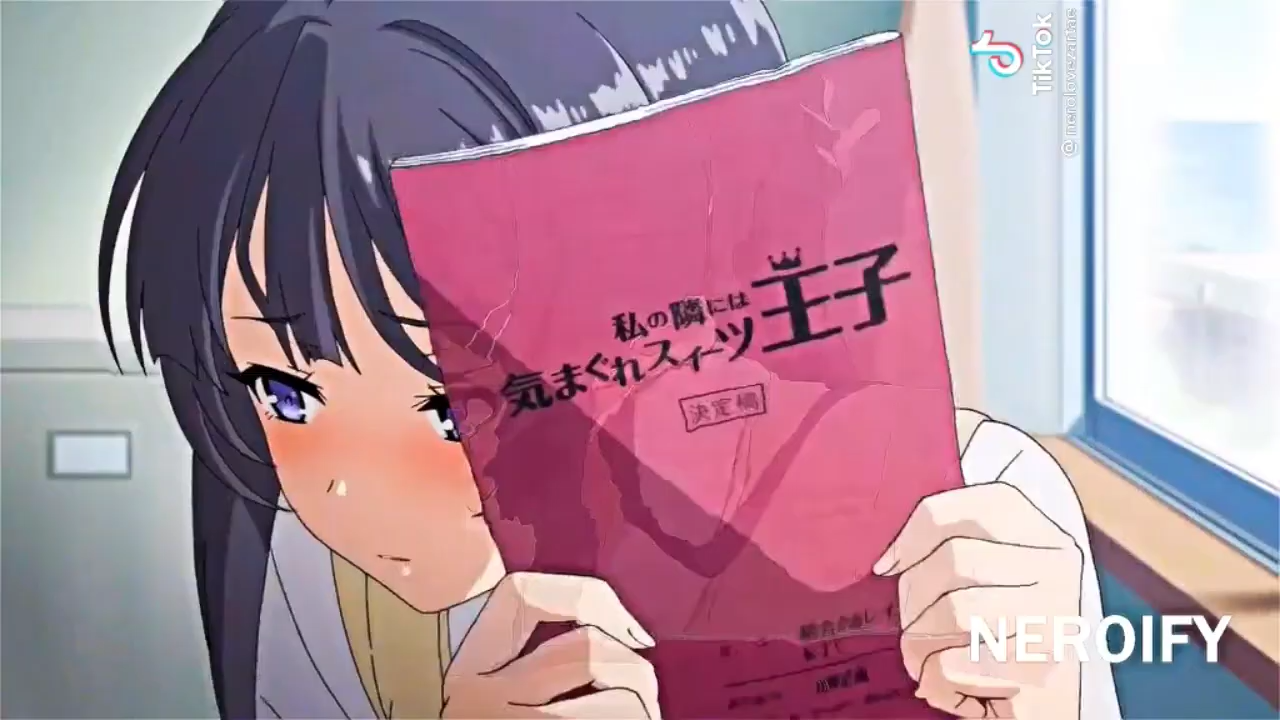 私の隣には
気まぐれスイーツ王子
決定稿
TikTok
@nerolovezartac
NEROIFY